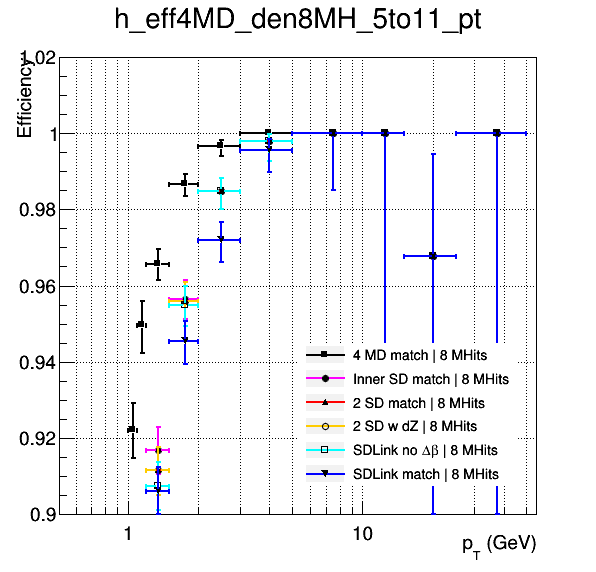 h_eff4MD_den8MH_5to11_pt
Efficiency
1.02
1
0.98
0.96
0.94
0.92
0.9
4 MD match | 8 MHits
Inner SD match | 8 MHits
2 SD match | 8 MHits
2 SD w dZ | 8 MHits
SDLink no Δβ | 8 MHits
SDLink match | 8 MHits
1
10
p_T (GeV)